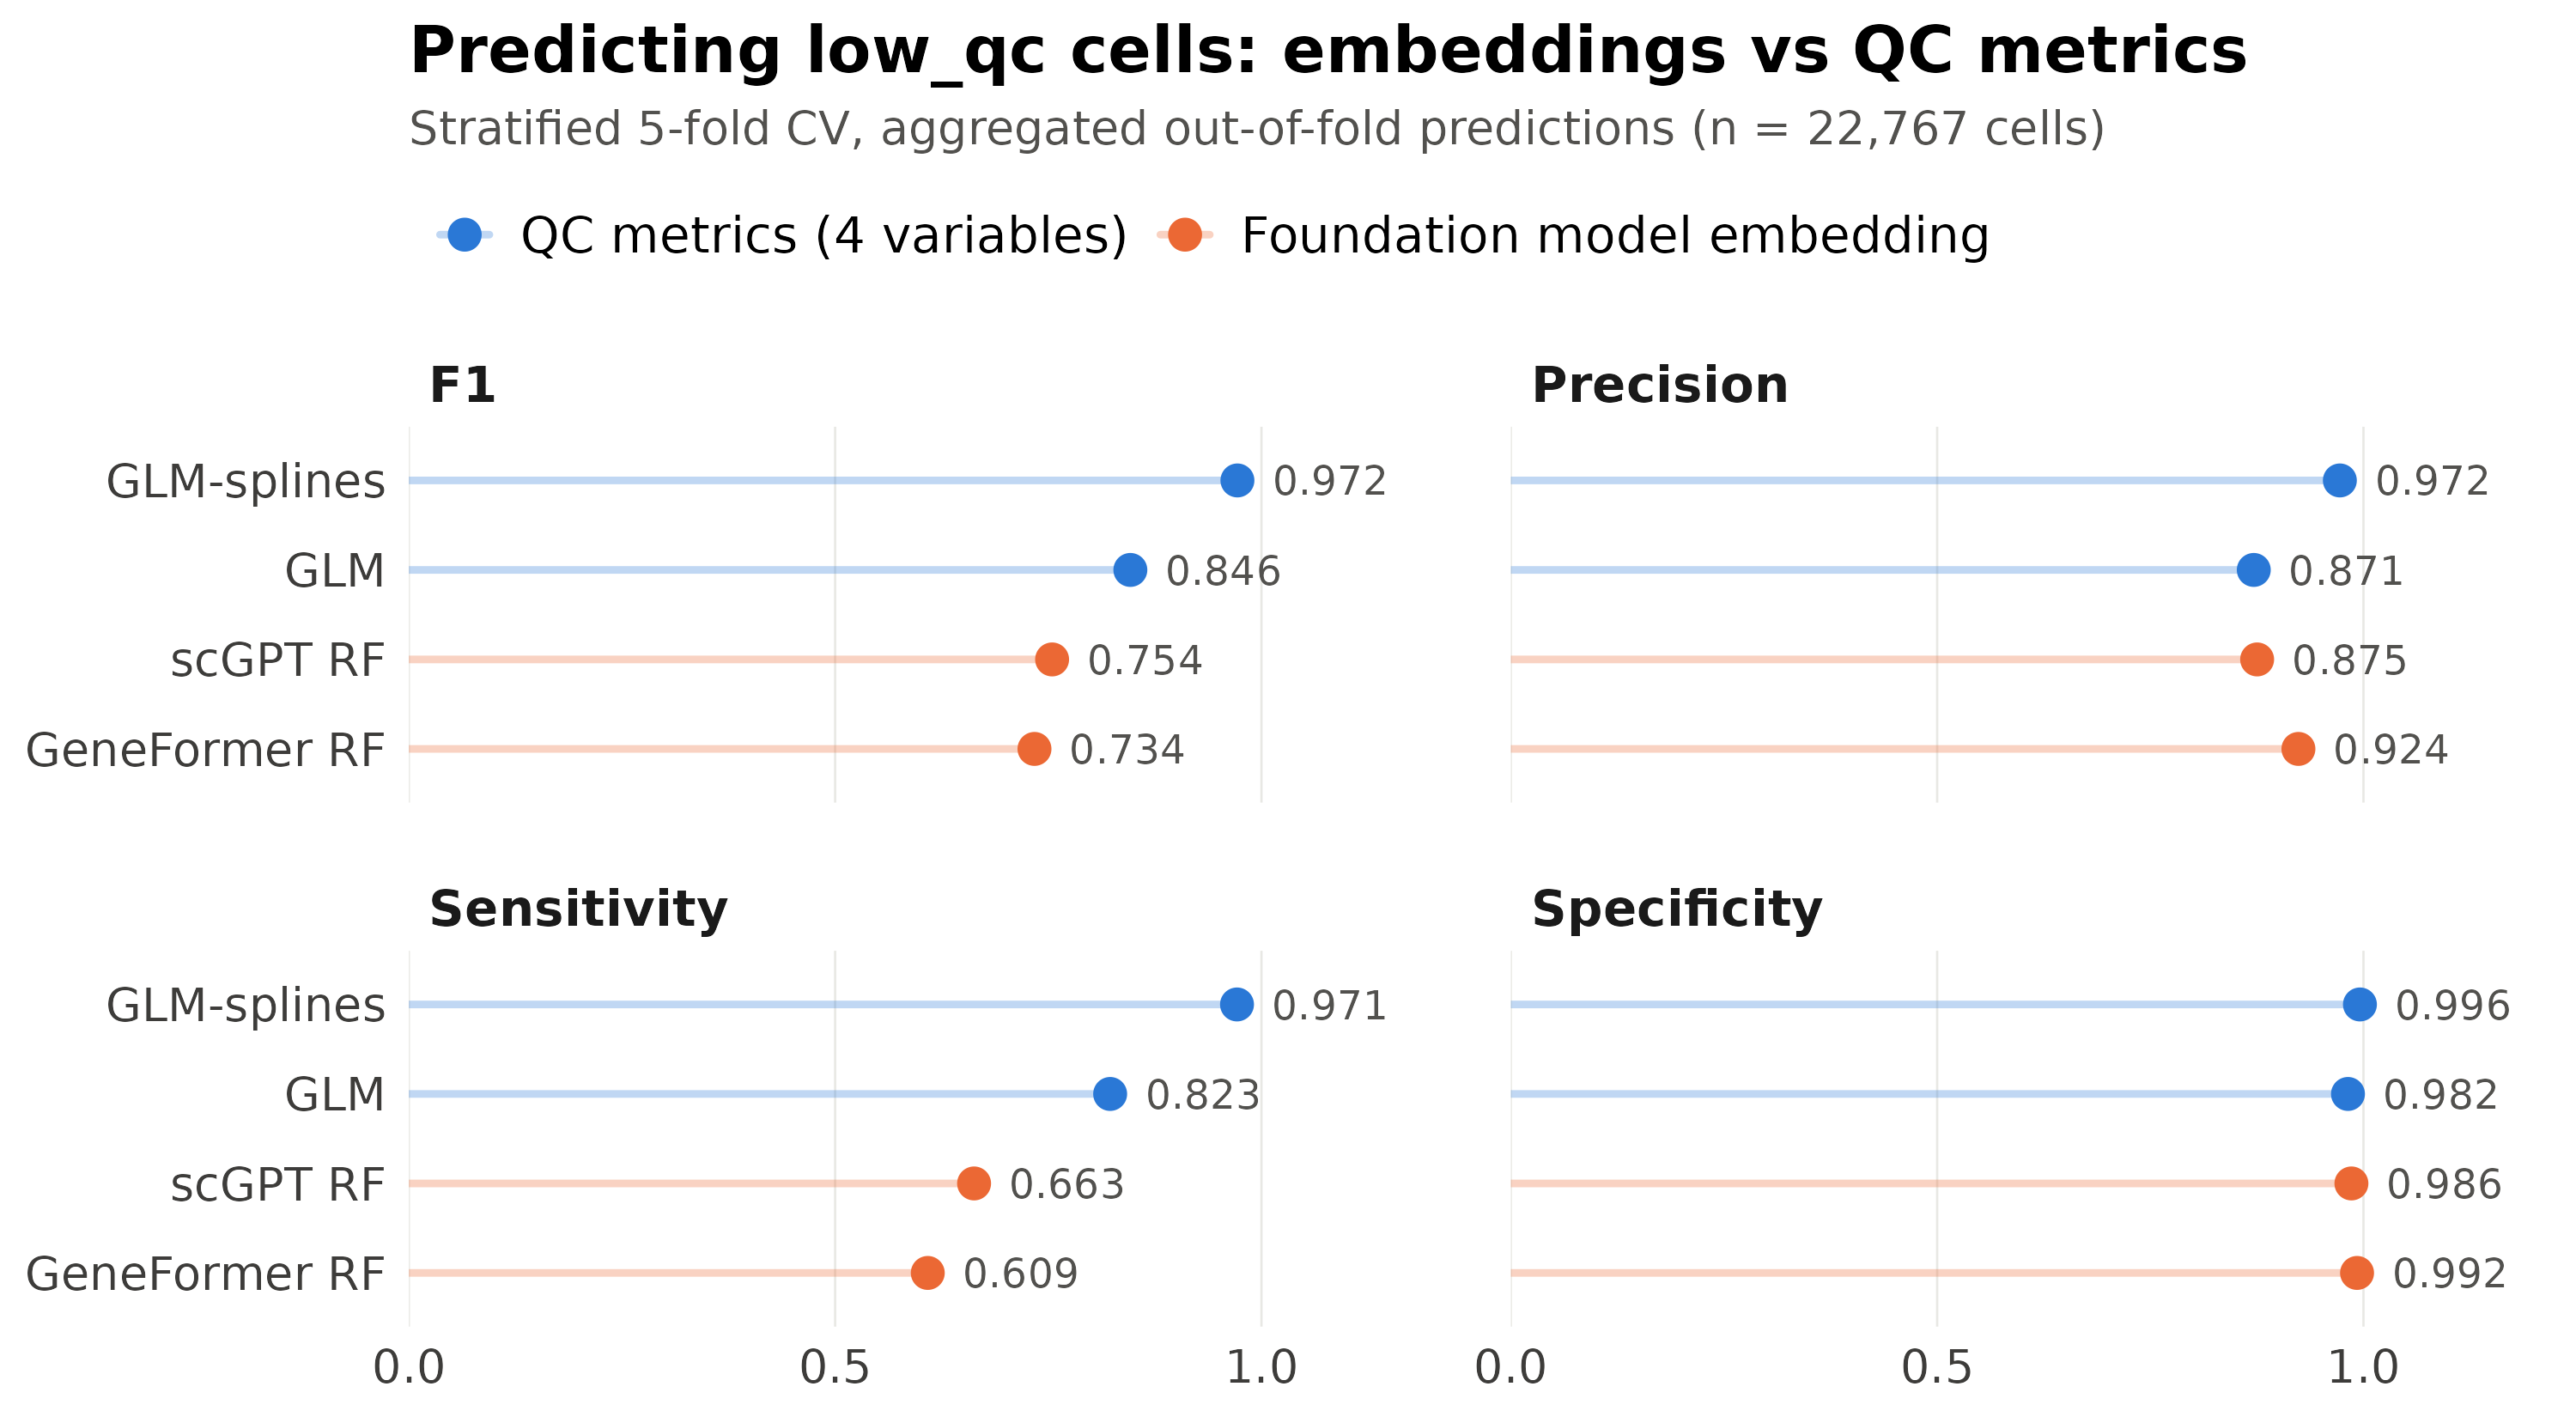 Predicting low_qc cells: embeddings vs QC metrics
Stratified 5-fold CV, aggregated out-of-fold predictions (n = 22,767 cells)
QC metrics (4 variables) Foundation model embedding
F1 Precision
GLM-splines 0.972 0.972
GLM 0.846 0.871
scGPT RF 0.754 0.875
GeneFormer RF 0.734 0.924
Sensitivity Specificity
GLM-splines 0.971 0.996
GLM 0.823 0.982
scGPT RF 0.663 0.986
GeneFormer RF 0.609 0.992
0.0 0.5 1.0 0.0 0.5 1.0